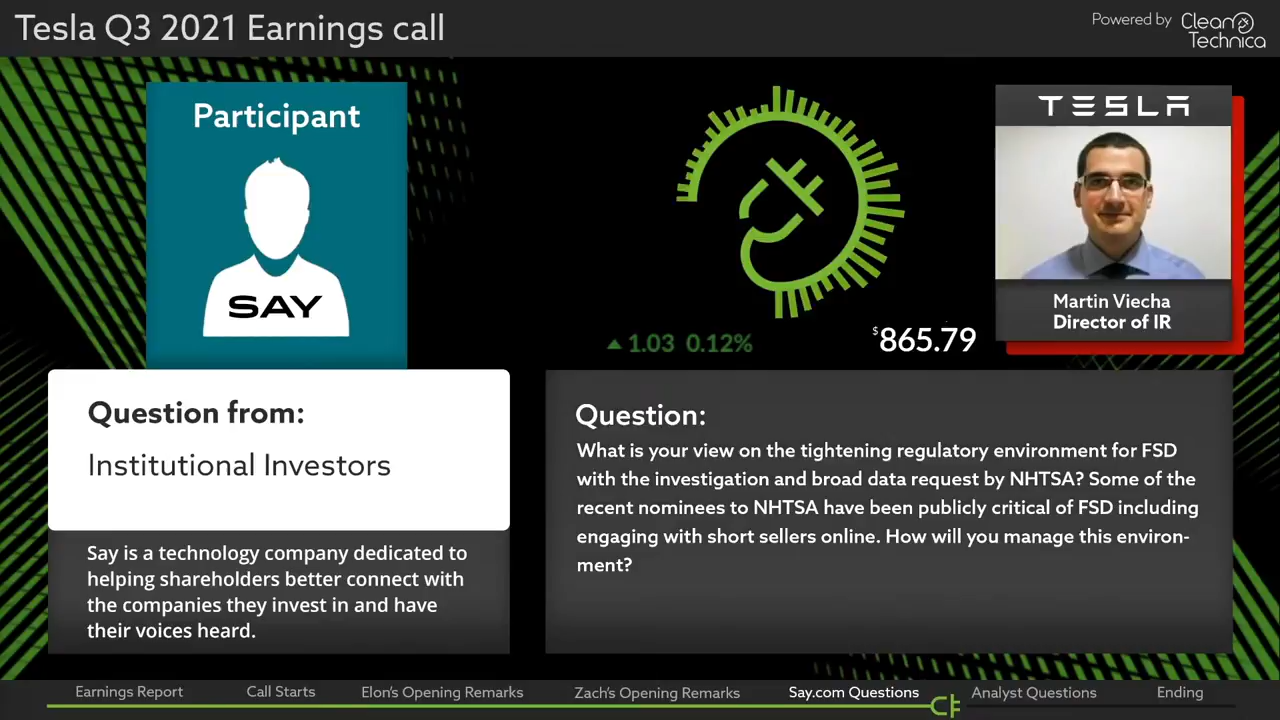 Tesla Q3 2021 Earnings call
Powered by
Clean
Technica
Participant
SAY
TESLA
Martin Viecha
Director of IR
1.03 0.12%
$865.79
Question from:
Institutional Investors
Say is a technology company dedicated to
helping shareholders better connect with
the companies they invest in and have
their voices heard.
Question:
What is your view on the tightening regulatory environment for FSD
with the investigation and broad data request by NHTSA? Some of the
recent nominees to NHTSA have been publicly critical of FSD including
engaging with short sellers online. How will you manage this environ-
ment?
Earnings Report
Call Starts
Elon's Opening Remarks
Zach's Opening Remarks
Say.com Questions
Analyst Questions
Ending